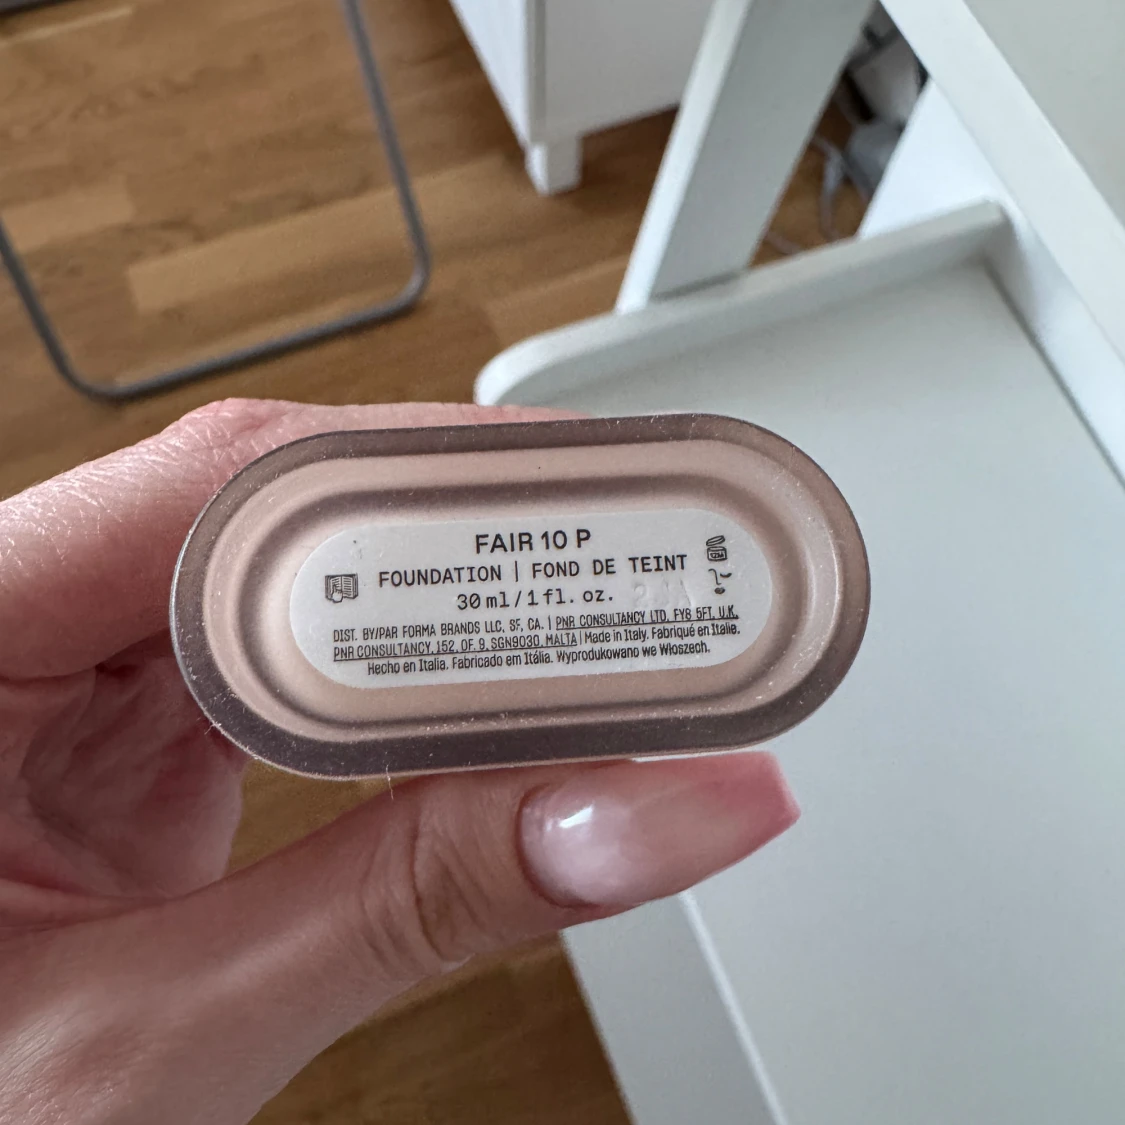 FAIR 10 P
FOUNDATION | FOND DE TEINT
30 ml/1 fl. oz.
DIST. BY/PAR FORMA BRANDS LLC, SF, CA. | PNR CONSULTANCY LTD, FY8 5FT, U.K.
PNR CONSULTANCY, 152, OF. 9, SGN9030, MALTA | Made in Italy. Fabriqué en Italie.
Hecho en Italia. Fabricado em Itália. Wyprodukowano we Włoszech.